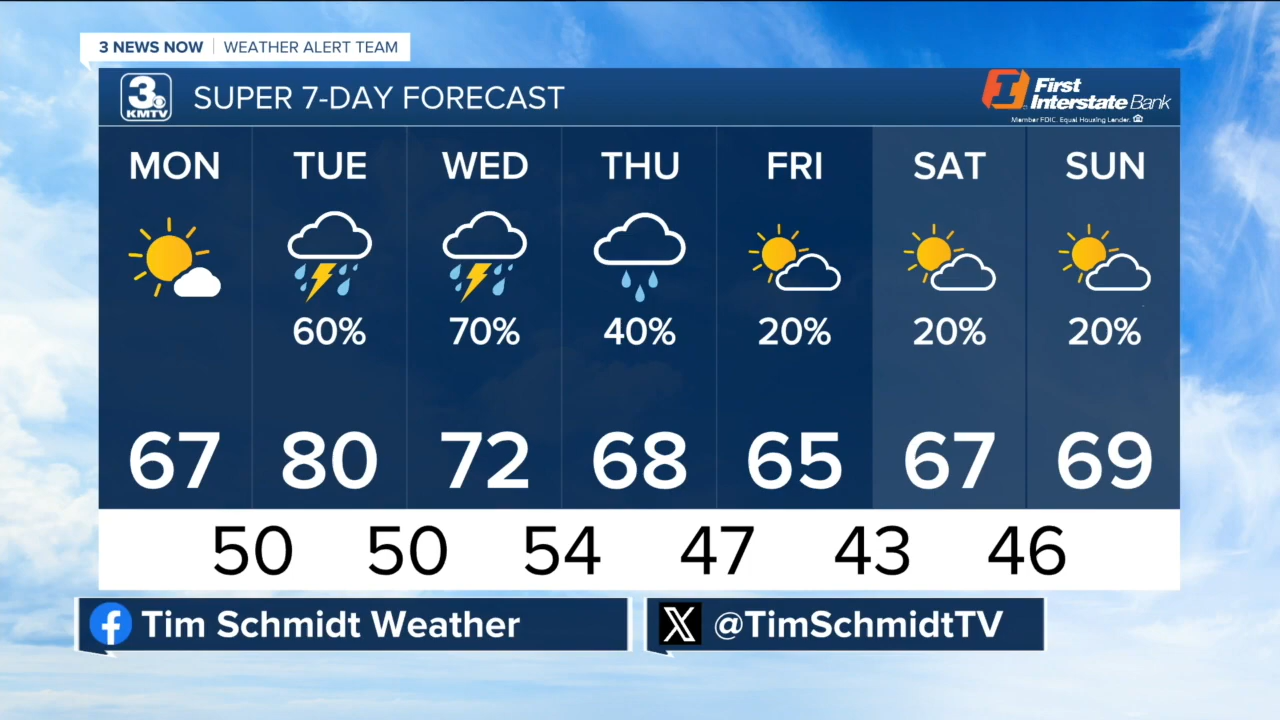 3 NEWS NOW | WEATHER ALERT TEAM
3 KMTV SUPER 7-DAY FORECAST
First Interstate Bank
Member FDIC. Equal Housing Lender.
MON TUE WED THU FRI SAT SUN
60% 70% 40% 20% 20% 20%
67 80 72 68 65 67 69
50 50 54 47 43 46
Tim Schmidt Weather
@TimSchmidtTV